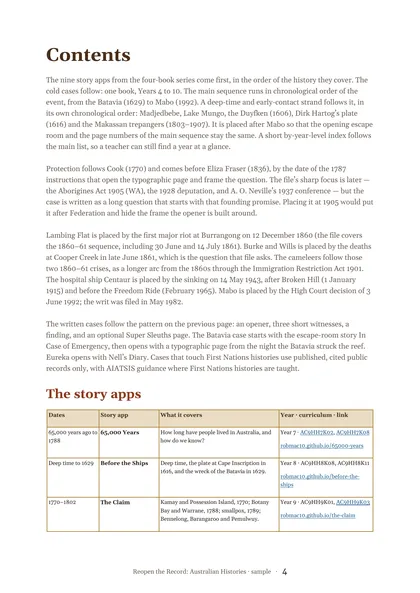 Contents
The nine story apps from the four-book series come first, in the order of the history they cover. The
cold cases follow: one book, Years 4 to 10. The main sequence runs in chronological order of the
event, from the Batavia (1629) to Mabo (1992). A deep-time and early-contact strand follows it, in
its own chronological order: Madjedbebe, Lake Mungo, the Duyfken (1606), Dirk Hartog's plate
(1616) and the Makassan trepangers (1803–1907). It is placed after Mabo so that the opening escape
room and the page numbers of the main sequence stay the same. A short by-year-level index follows
the main list, so a teacher can still find a year at a glance.
Protection follows Cook (1770) and comes before Eliza Fraser (1836), by the date of the 1787
instructions that open the typographic page and frame the question. The file's sharp focus is later —
the Aborigines Act 1905 (WA), the 1928 deputation, and A. O. Neville's 1937 conference — but the
case is written as a long question that starts with that founding promise. Placing it at 1905 would put
it after Federation and hide the frame the opener is built around.
Lambing Flat is placed by the first major riot at Burrangong on 12 December 1860 (the file covers
the 1860–61 sequence, including 30 June and 14 July 1861). Burke and Wills is placed by the deaths
at Cooper Creek in late June 1861, which is the question that file asks. The cameleers follow those
two 1860–61 crises, as a longer arc from the 1860s through the Immigration Restriction Act 1901.
The hospital ship Centaur is placed by the sinking on 14 May 1943, after Broken Hill (1 January
1915) and before the Freedom Ride (February 1965). Mabo is placed by the High Court decision of 3
June 1992; the writ was filed in May 1982.
The written cases follow the pattern on the previous page: an opener, three short witnesses, a
finding, and an optional Super Sleuths page. The Batavia case starts with the escape-room story In
Case of Emergency, then opens with a typographic page from the night the Batavia struck the reef.
Eureka opens with Nell's Diary. Cases that touch First Nations histories use published, cited public
records only, with AIATSIS guidance where First Nations histories are taught.
The story apps
Dates Story app What it covers Year · curriculum · link
65,000 years ago to 65,000 Years How long have people lived in Australia, and Year 7 · AC9HH7K02, AC9HH7K08
1788 how do we know?
robmac10.github.io/65000-years
Deep time to 1629 Before the Ships Deep time, the plate at Cape Inscription in Year 8 · AC9HH8K08, AC9HH8K11
1616, and the wreck of the Batavia in 1629.
robmac10.github.io/before-the-
ships
1770–1802 The Claim Kamay and Possession Island, 1770; Botany Year 9 · AC9HH9K01, AC9HH9K03
Bay and Warrane, 1788; smallpox, 1789;
Bennelong, Barangaroo and Pemulwuy.
robmac10.github.io/the-claim
Reopen the Record: Australian Histories · sample · 4